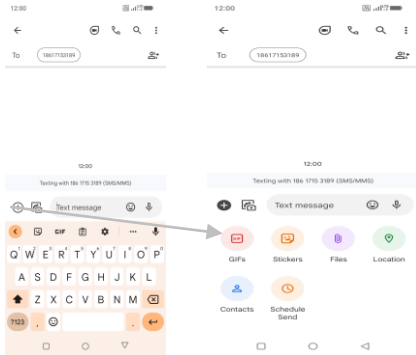 12:00
To 18617153189
12:00
Texting with 186 1715 3189 (SMS/MMS)
Text message
GIF
Q W E R T Y U I O P
A S D F G H J K L
Z X C V B N M
?123 , .
12:00
To 18617153189
12:00
Texting with 186 1715 3189 (SMS/MMS)
Text message
GIF
GIFs Stickers Files Location
Contacts Schedule
Send